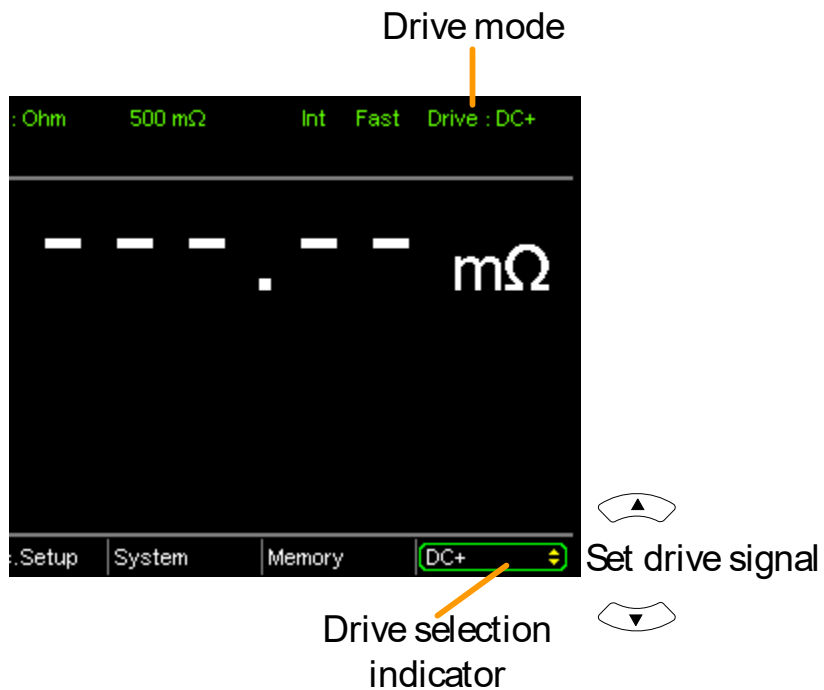 Drive mode
: Ohm 500 mΩ Int Fast Drive : DC+
---.-- mΩ
.Setup System Memory DC+
Set drive signal
Drive selection
indicator